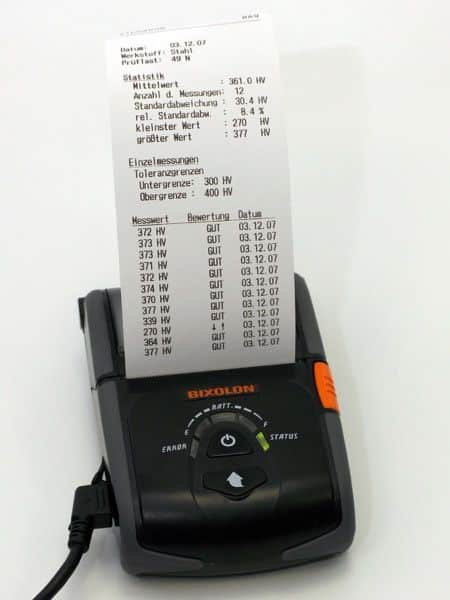 Datum: 03.12.07
Werkstoff: Stahl
Prüflast: 49 N
Statistik
Mittelwert : 361.0 HV
Anzahl d. Messungen: 12
Standardabweichung : 30.4 HV
rel. Standardabw. : 8.4 %
kleinster Wert : 270 HV
größter Wert : 377 HV
Einzelmessungen
Toleranzgrenzen
Untergrenze: 300 HV
Obergrenze : 400 HV
Messwert Bewertung Datum
372 HV GUT 03.12.07
373 HV GUT 03.12.07
373 HV GUT 03.12.07
371 HV GUT 03.12.07
372 HV GUT 03.12.07
374 HV GUT 03.12.07
370 HV GUT 03.12.07
377 HV GUT 03.12.07
339 HV GUT 03.12.07
270 HV ↓ ! 03.12.07
364 HV GUT 03.12.07
377 HV GUT 03.12.07
BIXOLON
BATT
ERROR STATUS